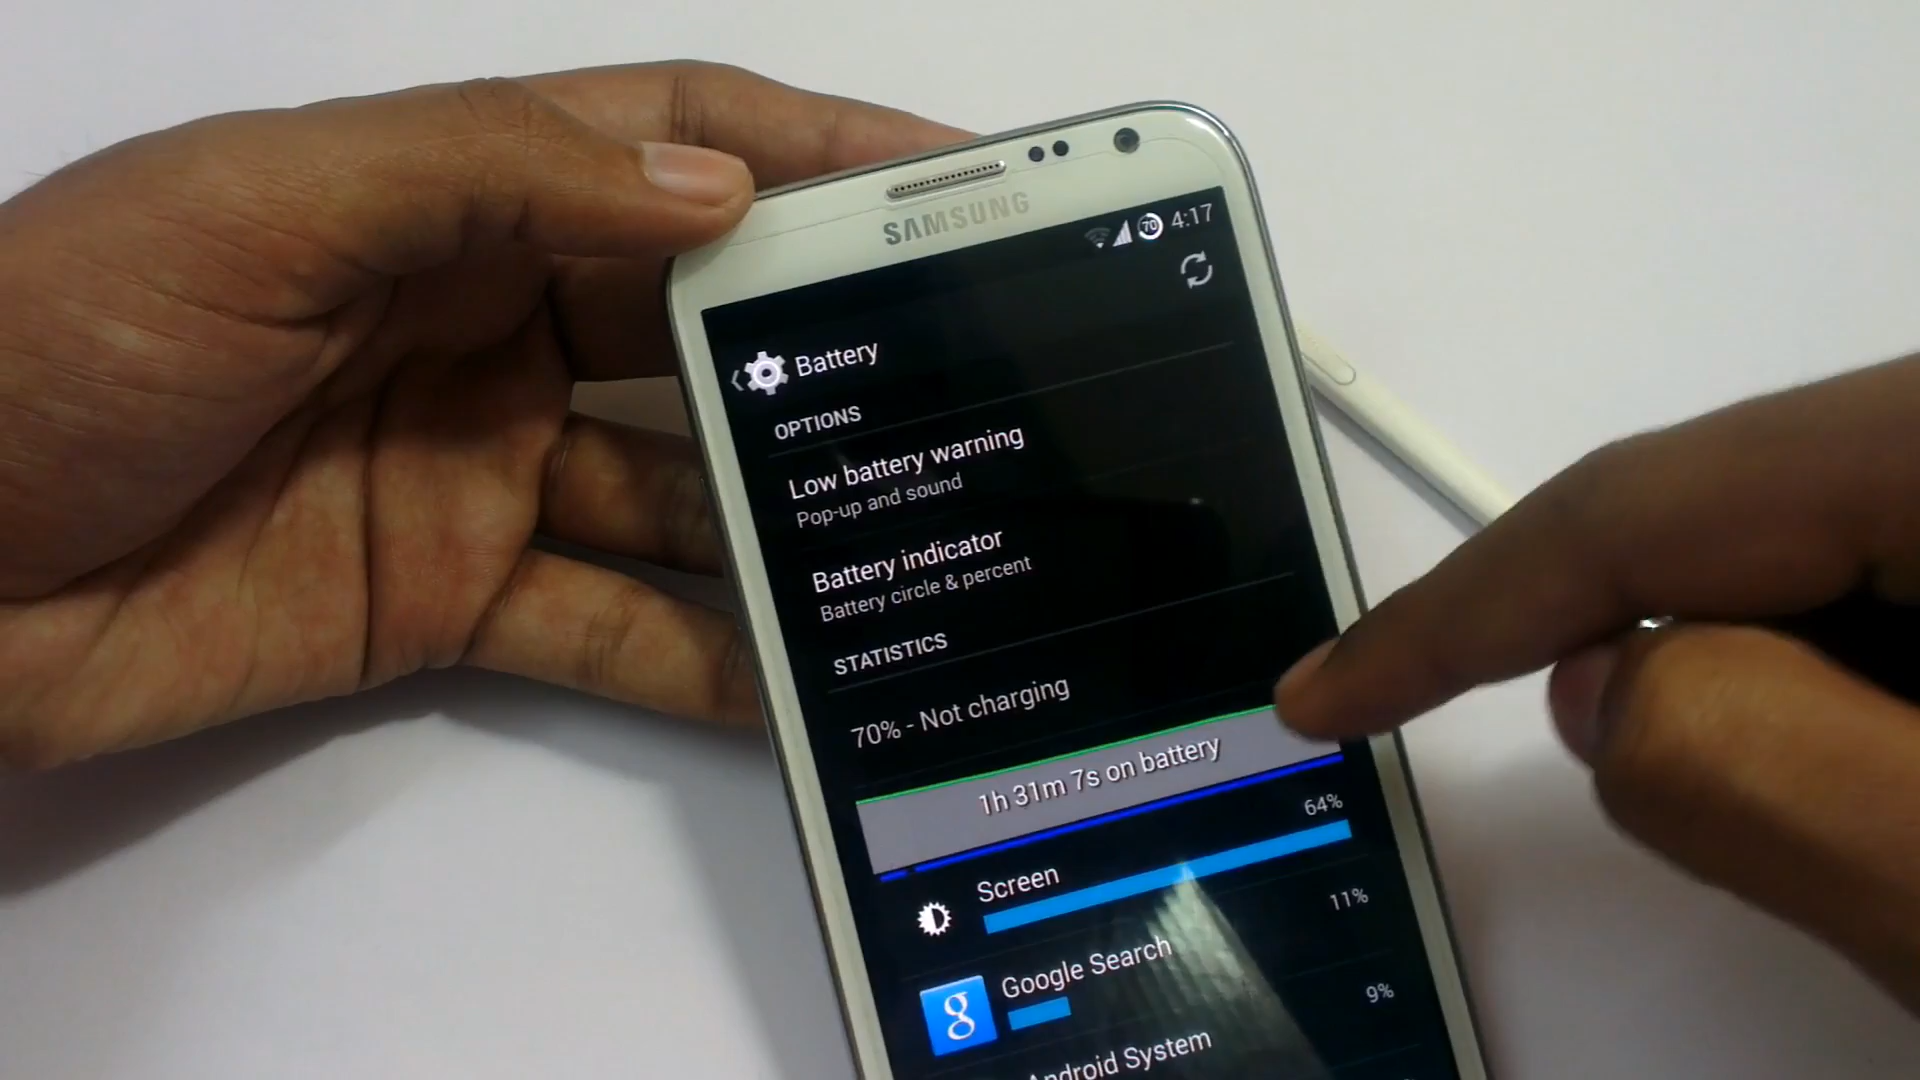 SAMSUNG
70 4:17
Battery
OPTIONS
Low battery warning
Pop-up and sound
Battery indicator
Battery circle & percent
STATISTICS
70% - Not charging
1h 31m 7s on battery
64%
Screen
11%
Google Search
g
9%
Android System